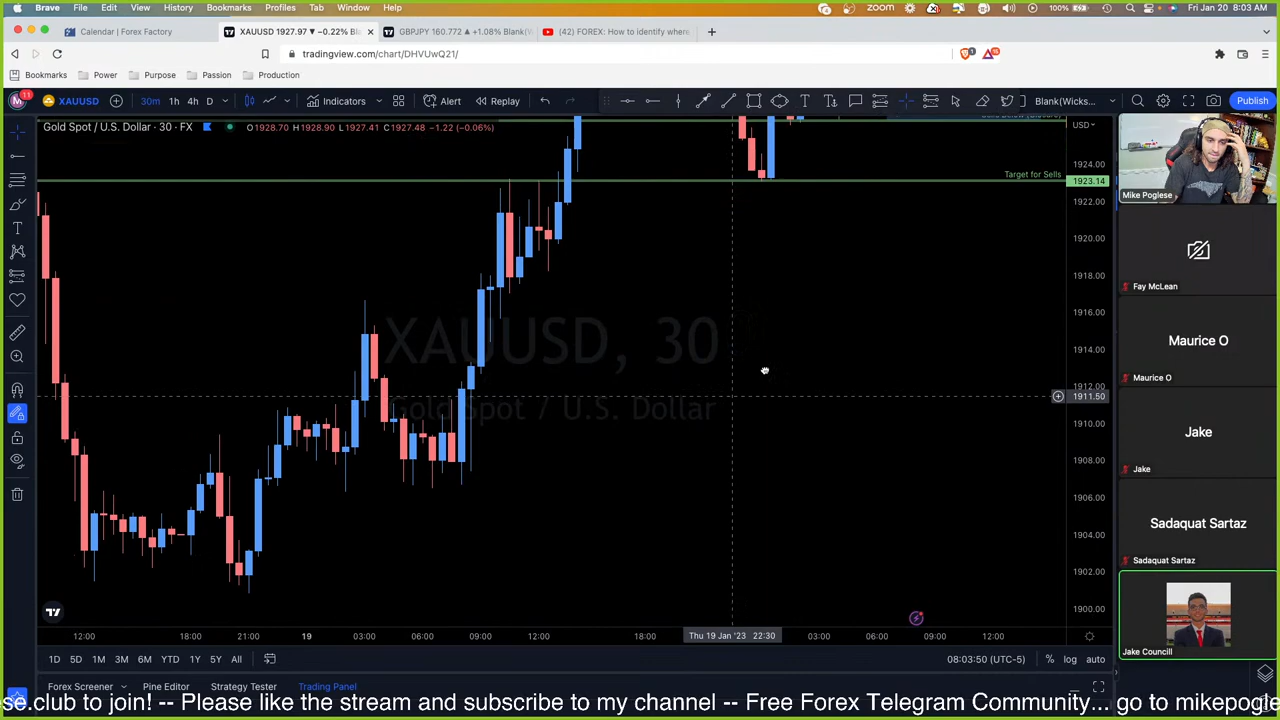 Brave File Edit View History Bookmarks Profiles Tab Window Help
zoom 100% Fri Jan 20 8:03 AM
Calendar | Forex Factory
XAUUSD 1927.97 ▼ −0.22% Bla
GBPJPY 160.772 ▲ +1.08% Blank(W
(42) FOREX: How to identify where
tradingview.com/chart/DHVUwQ21/
Bookmarks Power Purpose Passion Production
M 11 XAUUSD 30m 1h 4h D Indicators Alert Replay Blank(Wicks... Publish
Gold Spot / U.S. Dollar · 30 · FX O1928.70 H1928.90 L1927.41 C1927.48 −1.22 (−0.06%)
USD
1924.00
Target for Sells
1923.14
1922.00
1920.00
1918.00
1916.00
1914.00
1912.00
1911.50
1910.00
1908.00
1906.00
1904.00
1902.00
1900.00
XAUUSD, 30
Gold Spot / U.S. Dollar
12:00 18:00 21:00 19 03:00 06:00 09:00 12:00 18:00 Thu 19 Jan '23 22:30 03:00 06:00 09:00 12:00
1D 5D 1M 3M 6M YTD 1Y 5Y All
08:03:50 (UTC-5) % log auto
Forex Screener Pine Editor Strategy Tester Trading Panel
Mike Poglese
Fay McLean
Maurice O
Maurice O
Jake
Jake
Sadaquat Sartaz
Sadaquat Sartaz
Jake Councill
se.club to join! -- Please like the stream and subscribe to my channel -- Free Forex Telegram Community... go to mikepogle